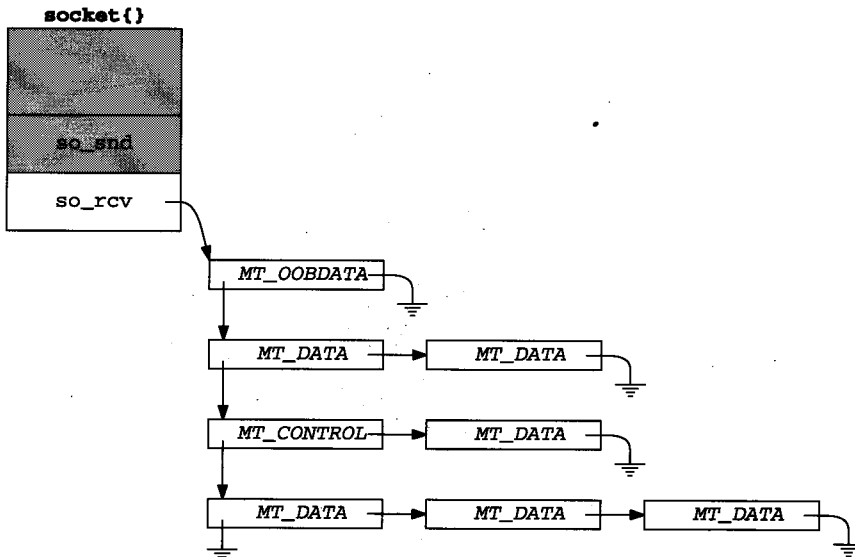 socket{}
so_snd
so_rcv
MT_OOBDATA
MT_DATA MT_DATA
MT_CONTROL MT_DATA
MT_DATA MT_DATA MT_DATA